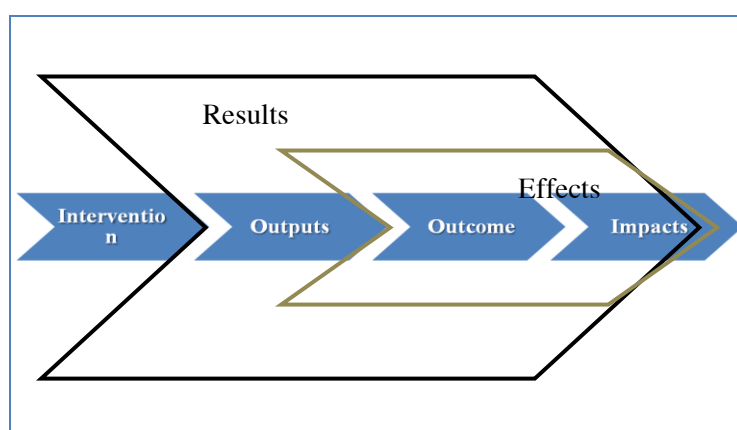 Results
Effects
Interventio
n
Outputs
Outcome
Impacts